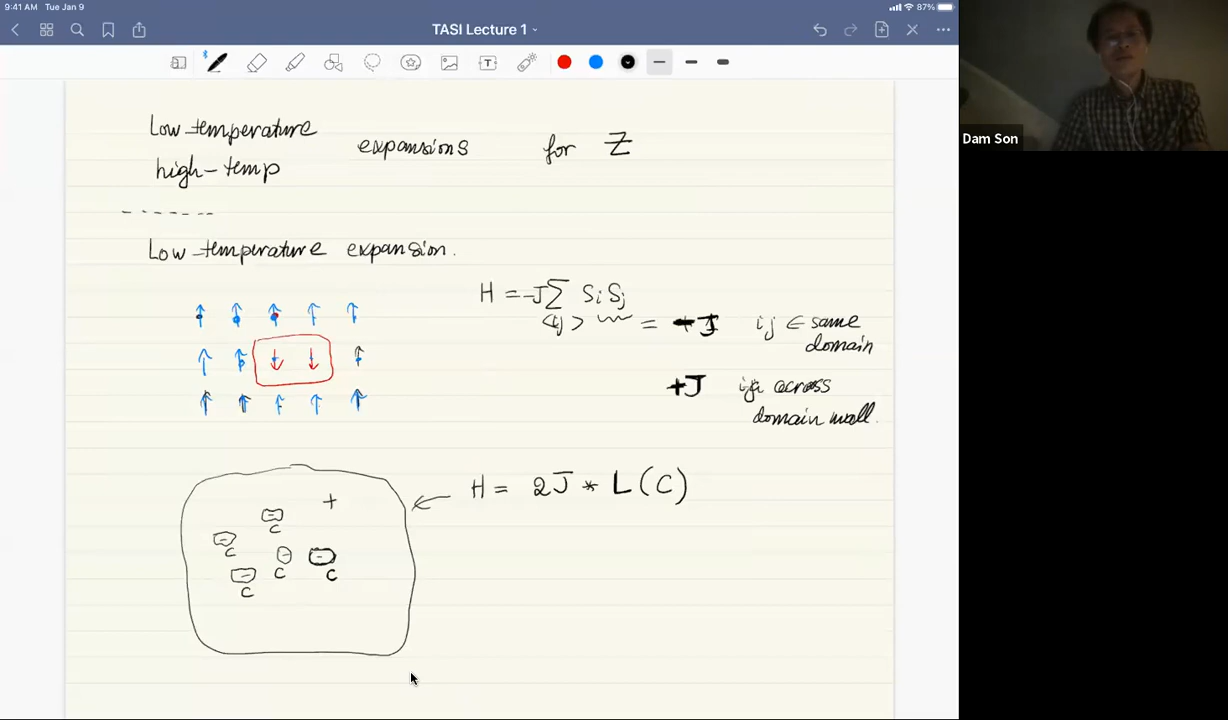 9:41 AM Tue Jan 9
87%
TASI Lecture 1
T
Dam Son
Low-temperature
high-temp
expansions for Z
Low-temperature expansion.
H = -J Σ SiSj
<ij>
= +J ij ∈ same
domain
+J ij across
domain wall.
H = 2J * L(C)
+
- C
- C
- C
- C
- C